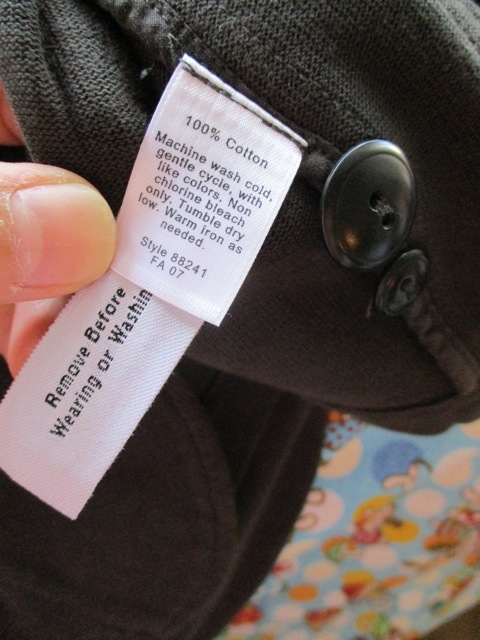 100% Cotton
Machine wash cold,
gentle cycle, with
like colors. Non
chlorine bleach
only. Tumble dry
low. Warm iron as
needed.
Style 88241
FA 07
Remove Before
Wearing or Washin